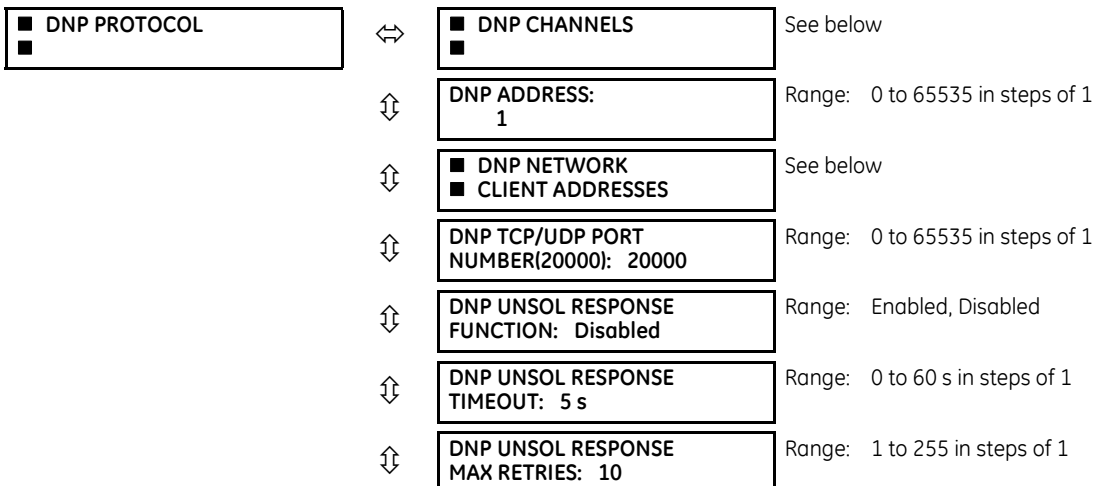 ■ DNP PROTOCOL
■
■ DNP CHANNELS
■
See below
DNP ADDRESS:
1
Range: 0 to 65535 in steps of 1
■ DNP NETWORK
■ CLIENT ADDRESSES
See below
DNP TCP/UDP PORT
NUMBER(20000): 20000
Range: 0 to 65535 in steps of 1
DNP UNSOL RESPONSE
FUNCTION: Disabled
Range: Enabled, Disabled
DNP UNSOL RESPONSE
TIMEOUT: 5 s
Range: 0 to 60 s in steps of 1
DNP UNSOL RESPONSE
MAX RETRIES: 10
Range: 1 to 255 in steps of 1